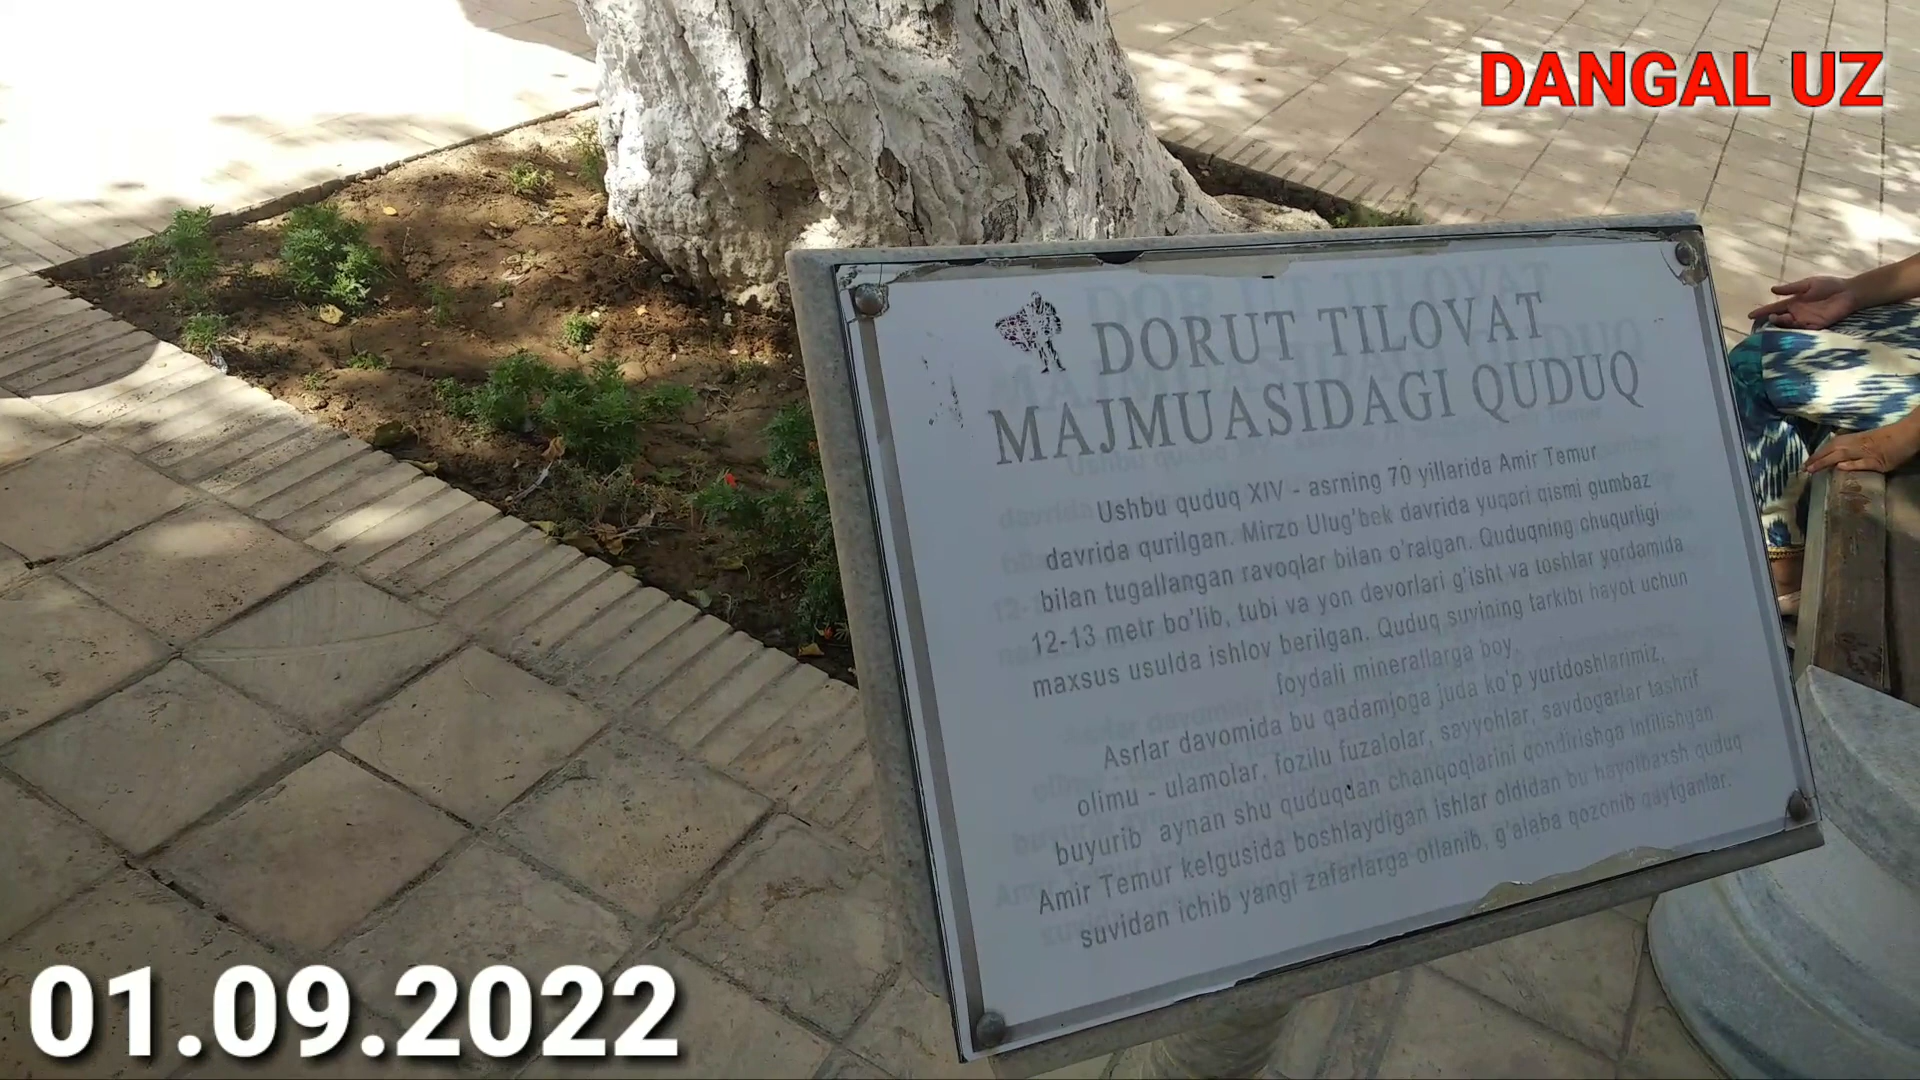 DANGAL UZ
DORUT TILOVAT
MAJMUASIDAGI QUDUQ
Ushbu quduq XIV - asrning 70 yillarida Amir Temur
davrida qurilgan. Mirzo Ulug'bek davrida yuqori qismi gumbaz
bilan tugallangan ravoqlar bilan o'ralgan. Quduqning chuqurligi
12-13 metr bo'lib, tubi va yon devorlari g'isht va toshlar yordamida
maxsus usulda ishlov berilgan. Quduq suvining tarkibi hayot uchun
foydali minerallarga boy.
Asrlar davomida bu qadamjoga juda ko'p yurtdoshlarimiz,
olimu - ulamolar, fozilu fuzalolar, sayyohlar, savdogarlar tashrif
buyurib aynan shu quduqdan chanqoqlarini qondirishga intilishgan
Amir Temur kelgusida boshlaydigan ishlar oldidan bu hayotbaxsh quduq
suvidan ichib yangi zafarlarga otlanib, g'alaba qozonib qaytganlar.
01.09.2022